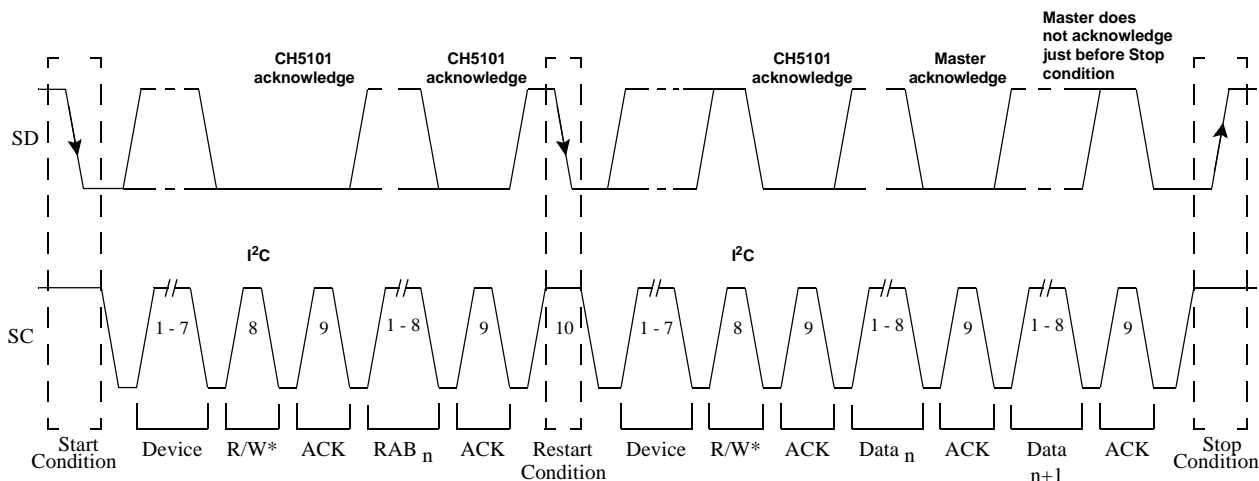 CH5101
acknowledge
CH5101
acknowledge
CH5101
acknowledge
Master
acknowledge
Master does
not acknowledge
just before Stop
condition
SD
I²C
I²C
SC
1 - 7
8
9
1 - 8
9
10
1 - 7
8
9
1 - 8
9
1 - 8
9
Start
Condition
Device
R/W*
ACK
RAB n
ACK
Restart
Condition
Device
R/W*
ACK
Data n
ACK
Data
n+1
ACK
Stop
Condition